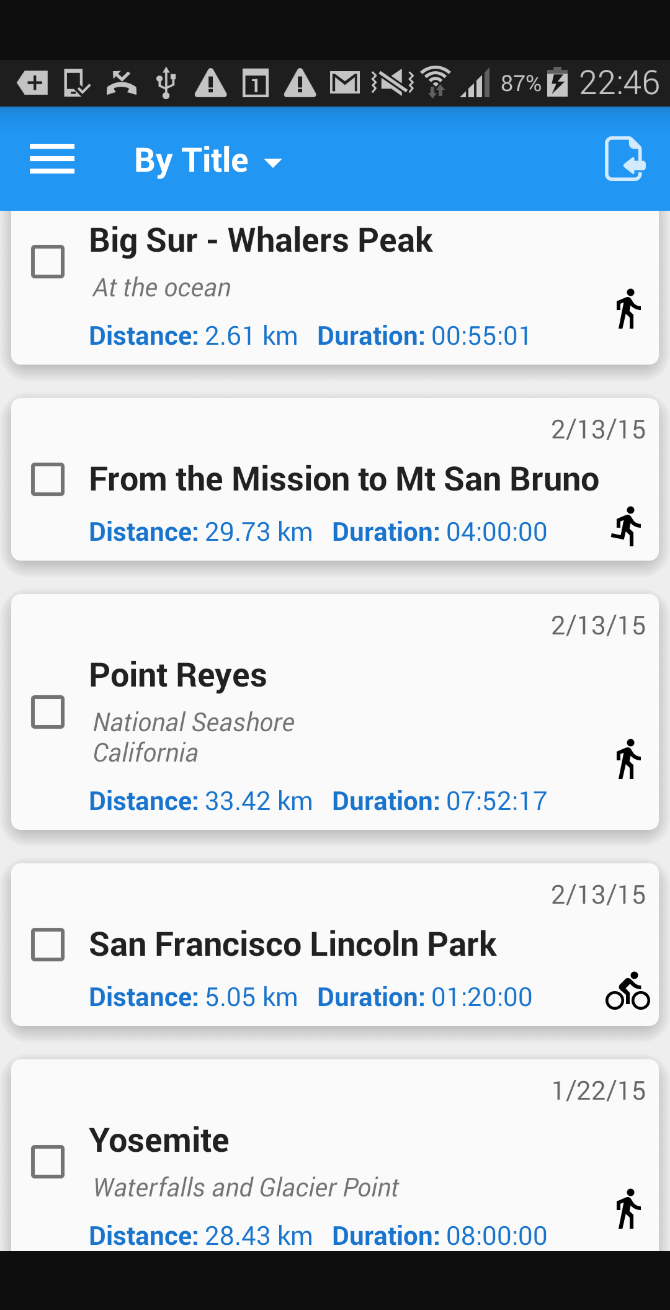 1
87%
22:46
By Title
Big Sur - Whalers Peak
At the ocean
Distance: 2.61 km Duration: 00:55:01
2/13/15
From the Mission to Mt San Bruno
Distance: 29.73 km Duration: 04:00:00
2/13/15
Point Reyes
National Seashore
California
Distance: 33.42 km Duration: 07:52:17
2/13/15
San Francisco Lincoln Park
Distance: 5.05 km Duration: 01:20:00
1/22/15
Yosemite
Waterfalls and Glacier Point
Distance: 28.43 km Duration: 08:00:00